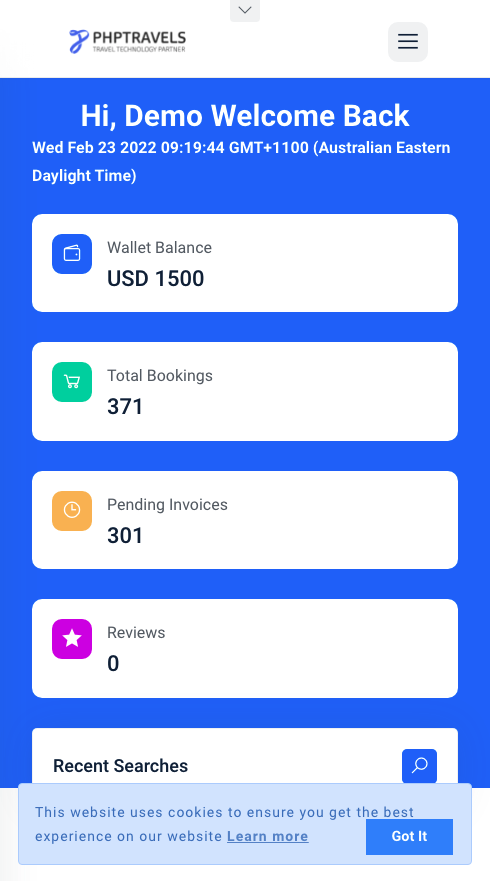 PHPTRAVELS
TRAVEL TECHNOLOGY PARTNER
Hi, Demo Welcome Back
Wed Feb 23 2022 09:19:44 GMT+1100 (Australian Eastern
Daylight Time)
Wallet Balance
USD 1500
Total Bookings
371
Pending Invoices
301
Reviews
0
Recent Searches
This website uses cookies to ensure you get the best
experience on our website Learn more
Got It